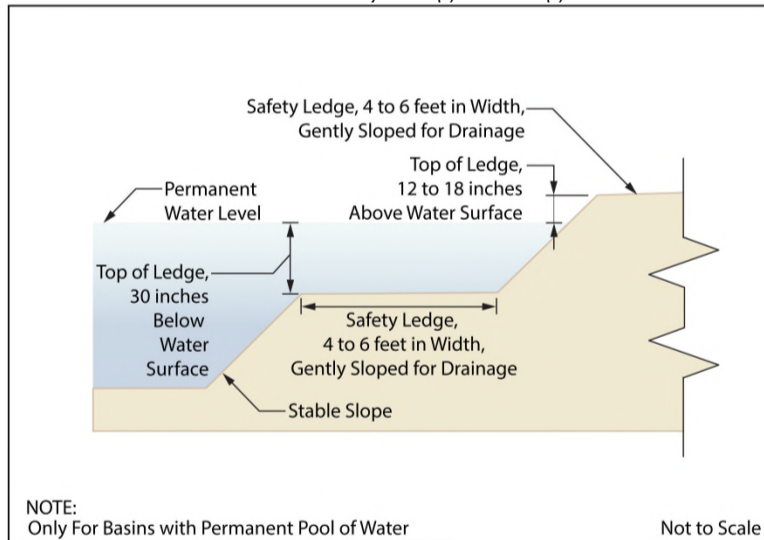 Safety Ledge, 4 to 6 feet in Width,
Gently Sloped for Drainage
Top of Ledge,
12 to 18 inches
Above Water Surface
Permanent
Water Level
Top of Ledge,
30 inches
Below
Water
Surface
Safety Ledge,
4 to 6 feet in Width,
Gently Sloped for Drainage
Stable Slope
NOTE:
Only For Basins with Permanent Pool of Water
Not to Scale